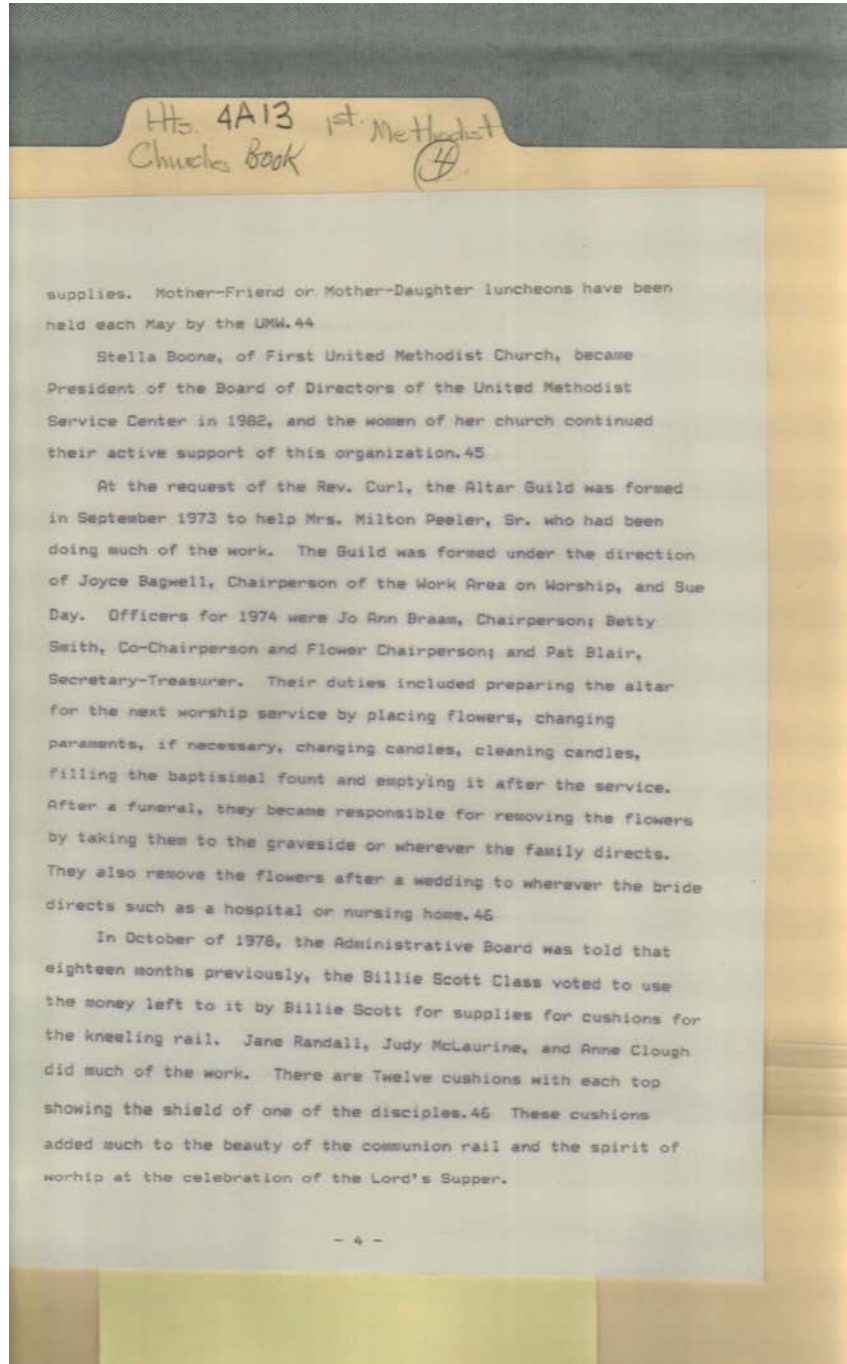 Hts. 4A13 1st. Methodist
Churches Book 4
supplies. Mother-Friend or Mother-Daughter luncheons have been
held each May by the UMW.44
Stella Boone, of First United Methodist Church, became
President of the Board of Directors of the United Methodist
Service Center in 1982, and the women of her church continued
their active support of this organization.45
At the request of the Rev. Curl, the Altar Guild was formed
in September 1973 to help Mrs. Milton Peeler, Sr. who had been
doing much of the work. The Guild was formed under the direction
of Joyce Bagwell, Chairperson of the Work Area on Worship, and Sue
Day. Officers for 1974 were Jo Ann Braam, Chairperson; Betty
Smith, Co-Chairperson and Flower Chairperson; and Pat Blair,
Secretary-Treasurer. Their duties included preparing the altar
for the next worship service by placing flowers, changing
paraments, if necessary, changing candles, cleaning candles,
filling the baptisimal fount and emptying it after the service.
After a funeral, they became responsible for removing the flowers
by taking them to the graveside or wherever the family directs.
They also remove the flowers after a wedding to wherever the bride
directs such as a hospital or nursing home.46
In October of 1978, the Administrative Board was told that
eighteen months previously, the Billie Scott Class voted to use
the money left to it by Billie Scott for supplies for cushions for
the kneeling rail. Jane Randall, Judy McLaurine, and Anne Clough
did much of the work. There are Twelve cushions with each top
showing the shield of one of the disciples.46 These cushions
added much to the beauty of the communion rail and the spirit of
worhip at the celebration of the Lord's Supper.
- 4 -